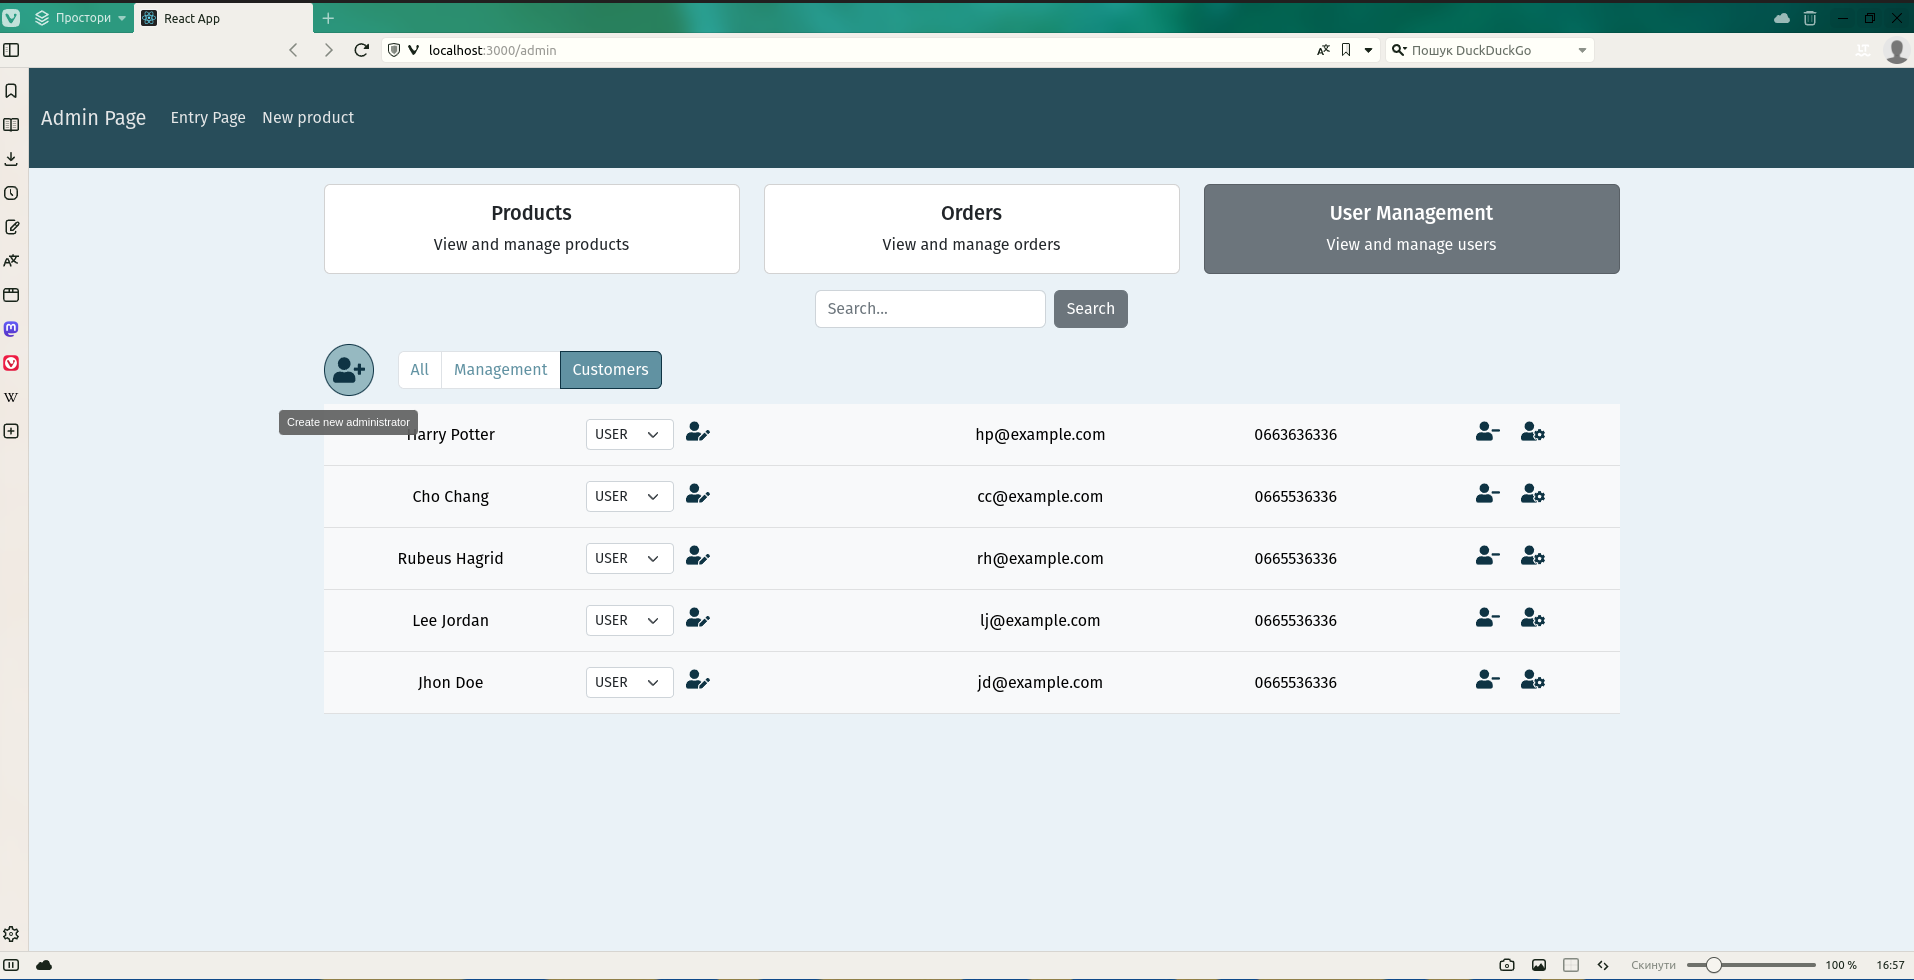 Простори
React App
localhost:3000/admin
Пошук DuckDuckGo
Admin Page
Entry Page
New product
Products
View and manage products
Orders
View and manage orders
User Management
View and manage users
Search...
Search
All
Management
Customers
Create new administrator
Harry Potter USER hp@example.com 0663636336
Cho Chang USER cc@example.com 0665536336
Rubeus Hagrid USER rh@example.com 0665536336
Lee Jordan USER lj@example.com 0665536336
Jhon Doe USER jd@example.com 0665536336
Скинути
100 %
16:57